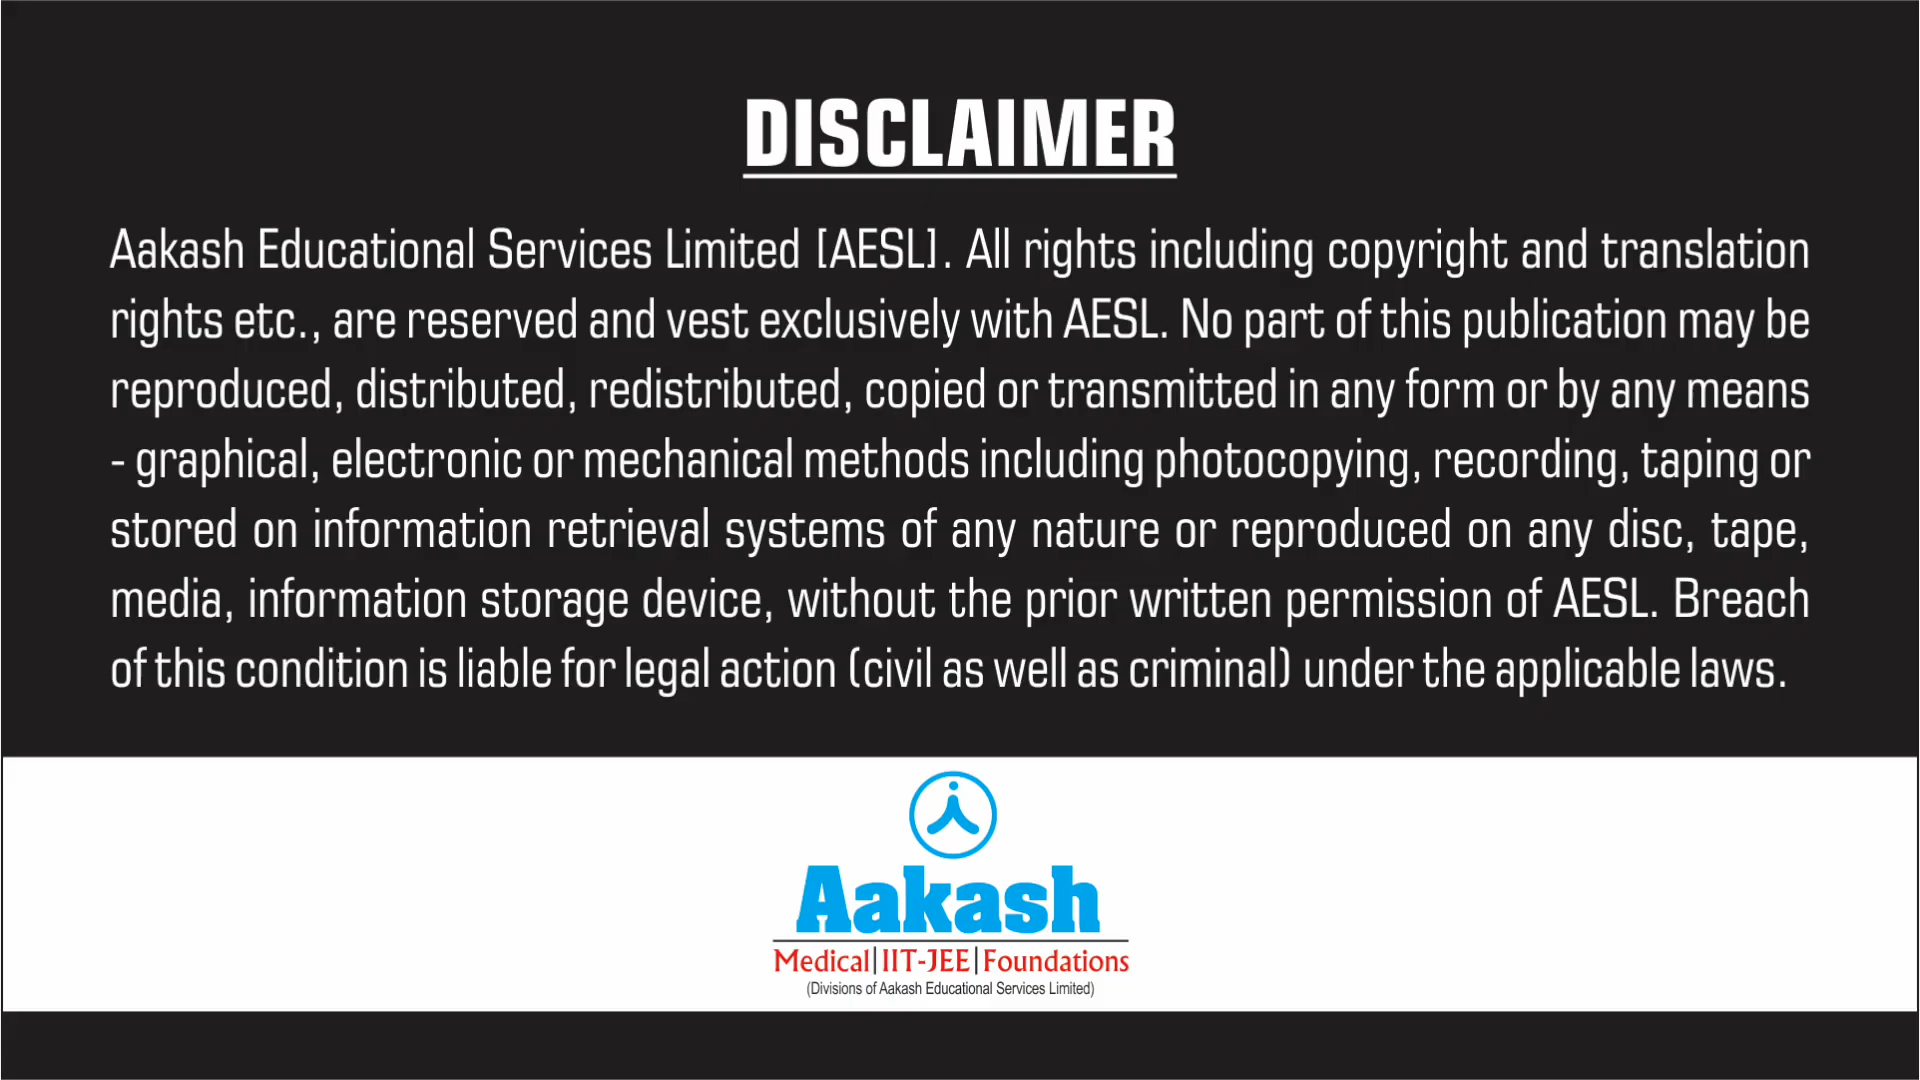 DISCLAIMER
Aakash Educational Services Limited [AESL]. All rights including copyright and translation
rights etc., are reserved and vest exclusively with AESL. No part of this publication may be
reproduced, distributed, redistributed, copied or transmitted in any form or by any means
- graphical, electronic or mechanical methods including photocopying, recording, taping or
stored on information retrieval systems of any nature or reproduced on any disc, tape,
media, information storage device, without the prior written permission of AESL. Breach
of this condition is liable for legal action (civil as well as criminal) under the applicable laws.
Aakash
Medical|IIT-JEE|Foundations
(Divisions of Aakash Educational Services Limited)